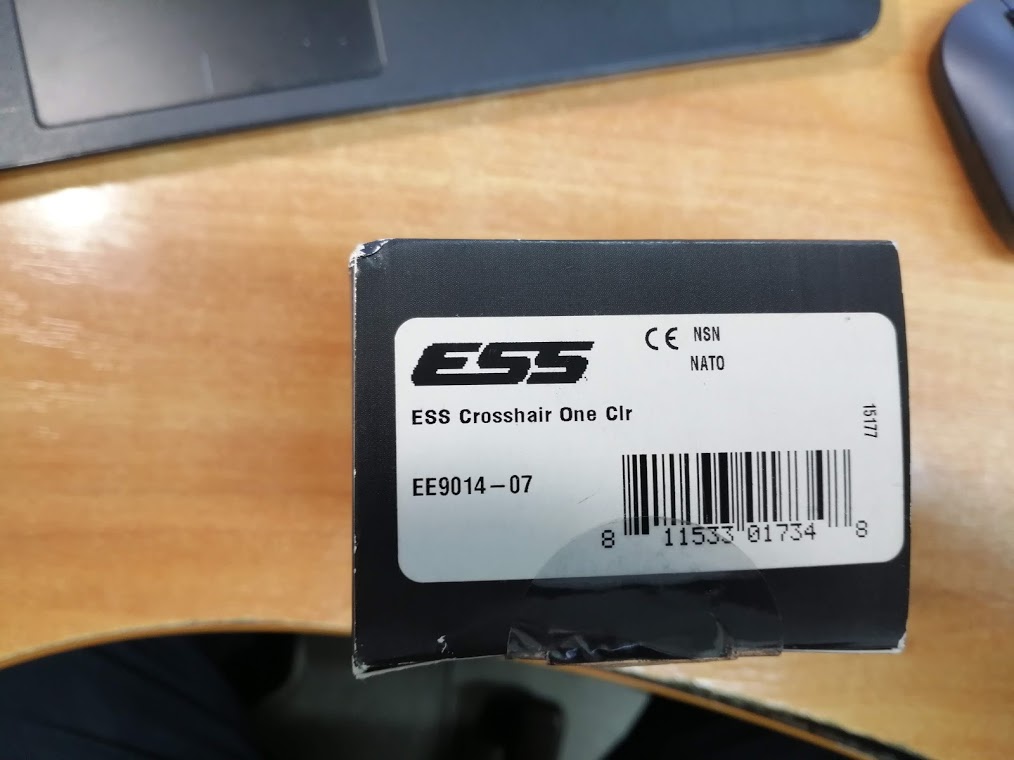 ESS
CE NSN
NATO
ESS Crosshair One Clr
15177
EE9014-07
8 11533 01734 8